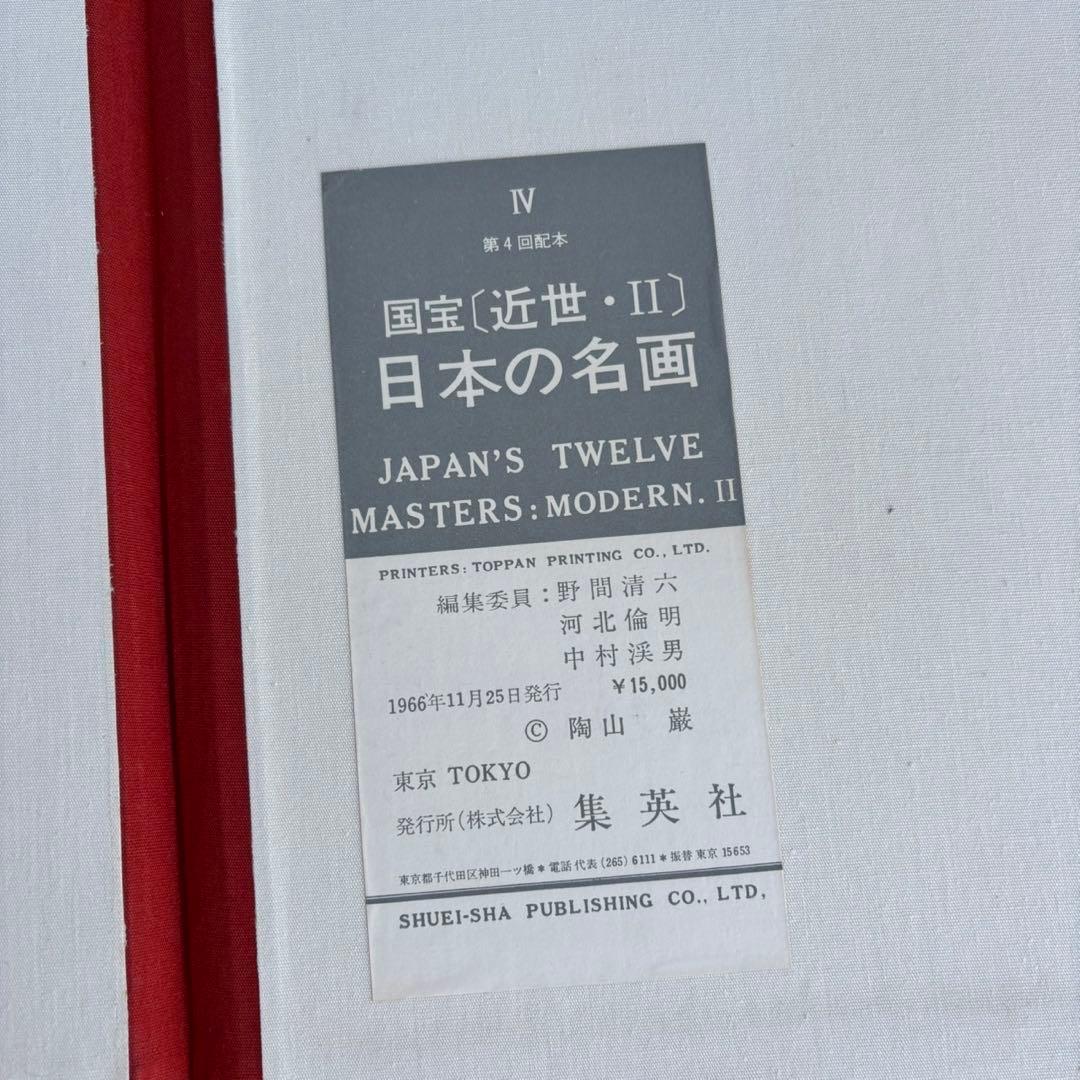 IV
第4回配本
国宝〔近世・II〕
日本の名画
JAPAN'S TWELVE
MASTERS: MODERN. II
PRINTERS: TOPPAN PRINTING CO., LTD.
編集委員：野間清六
河北倫明
中村渓男
1966年11月25日発行 ¥15,000
© 陶山 巌
東京 TOKYO
発行所（株式会社） 集英社
東京都千代田区神田一ツ橋＊電話 代表 (265) 6111＊振替 東京 15653
SHUEI-SHA PUBLISHING CO., LTD,